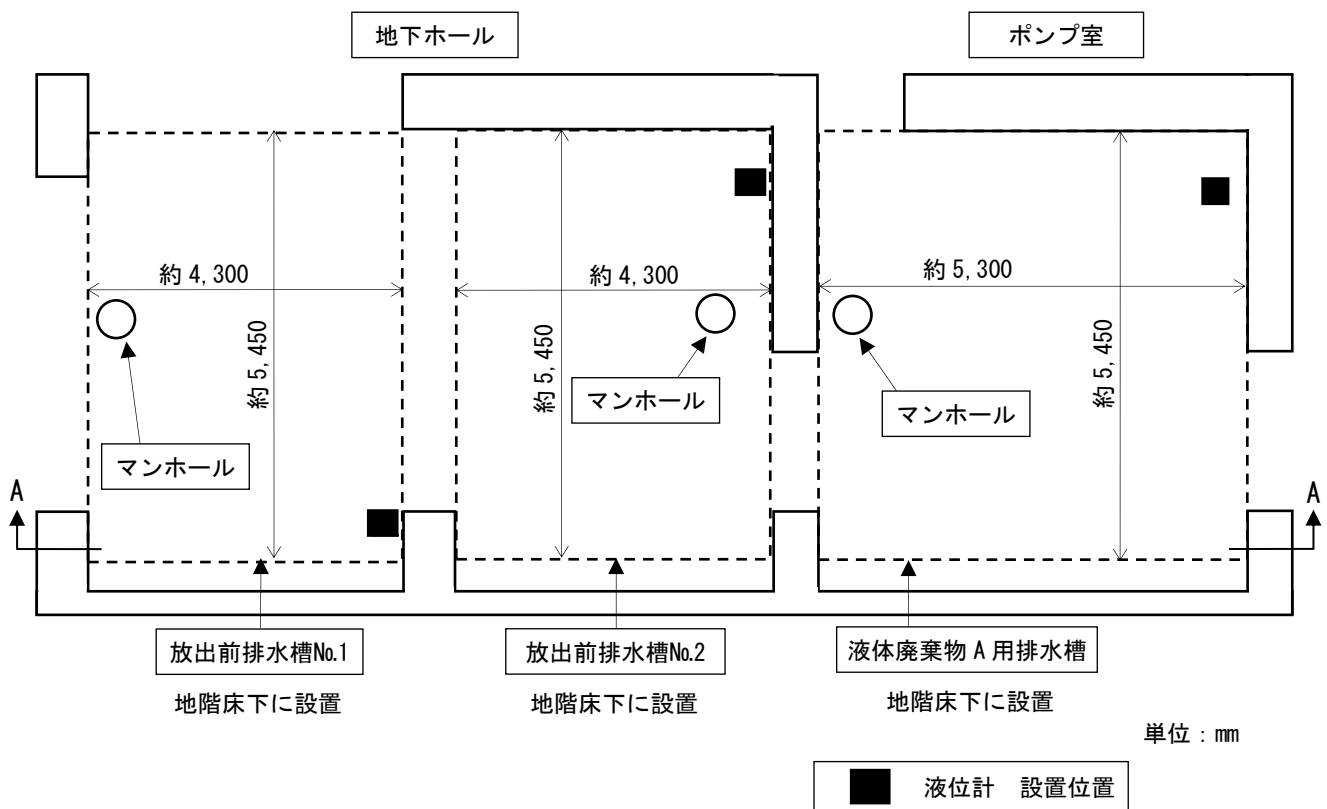 地下ホール
ポンプ室
約 4,300
約 4,300
約 5,300
約 5,450
約 5,450
約 5,450
マンホール
マンホール
マンホール
A
A
放出前排水槽№1
放出前排水槽№2
液体廃棄物 A 用排水槽
地階床下に設置
地階床下に設置
地階床下に設置
単位：㎜
液位計　設置位置